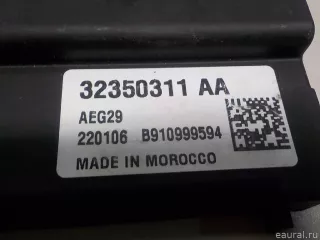 32350311 AA
AEG29
220106 B910999594
MADE IN MOROCCO
eaural.ru